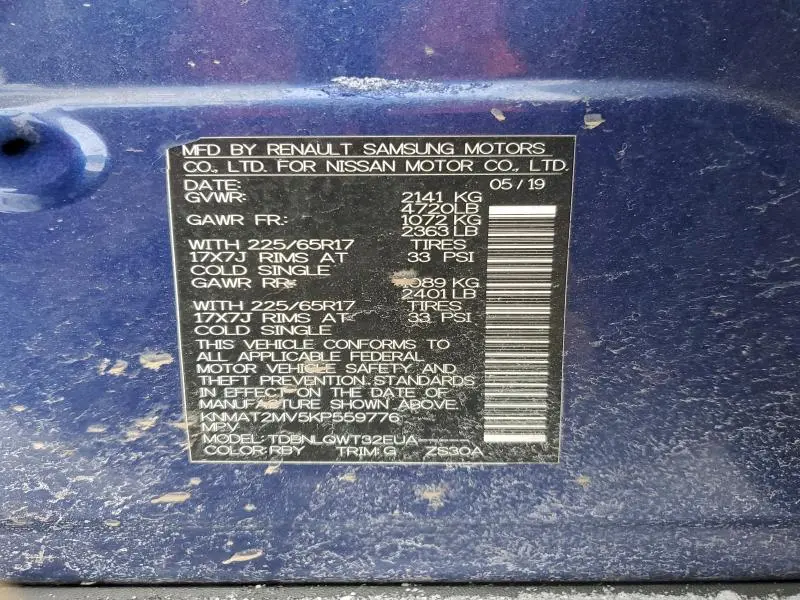 MFD BY RENAULT SAMSUNG MOTORS
CO., LTD. FOR NISSAN MOTOR CO., LTD.
DATE: 05/19
GVWR: 2141 KG
4720LB
GAWR FR.: 1072 KG
2363LB
WITH 225/65R17 TIRES
17X7J RIMS AT 33 PSI
COLD SINGLE
GAWR RR: 1089 KG
2401LB
WITH 225/65R17 TIRES
17X7J RIMS AT 33 PSI
COLD SINGLE
THIS VEHICLE CONFORMS TO
ALL APPLICABLE FEDERAL
MOTOR VEHICLE SAFETY AND
THEFT PREVENTION STANDARDS
IN EFFECT ON THE DATE OF
MANUFACTURE SHOWN ABOVE.
KNMAT2MV5KP559776
MPV
MODEL: TDBNLQWT32EUA-----
COLOR:RBY TRIM:G ZS30A